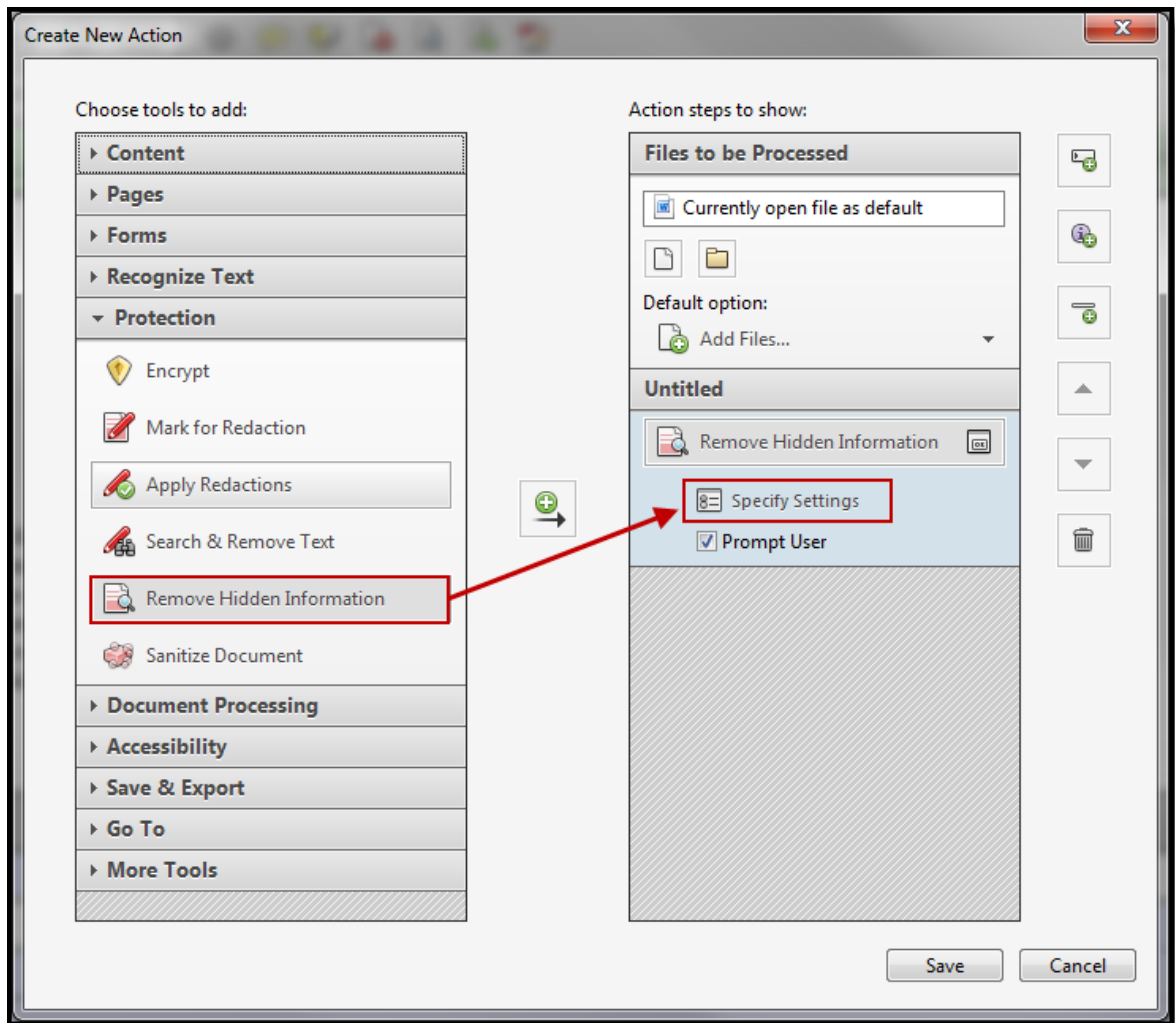 Create New Action
Choose tools to add:
Content
Pages
Forms
Recognize Text
Protection
Encrypt
Mark for Redaction
Apply Redactions
Search & Remove Text
Remove Hidden Information
Sanitize Document
Document Processing
Accessibility
Save & Export
Go To
More Tools
Action steps to show:
Files to be Processed
Currently open file as default
Default option:
Add Files...
Untitled
Remove Hidden Information
Specify Settings
Prompt User
Save
Cancel